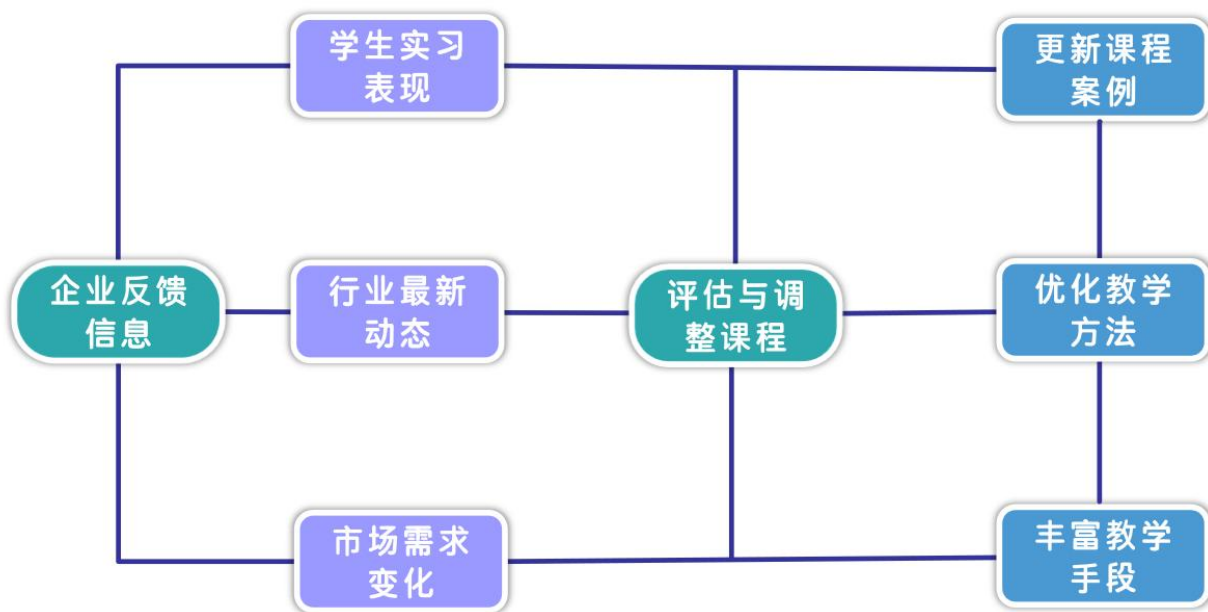 学生实习
表现
更新课程
案例
企业反馈
信息
行业最新
动态
评估与调
整课程
优化教学
方法
市场需求
变化
丰富教学
手段